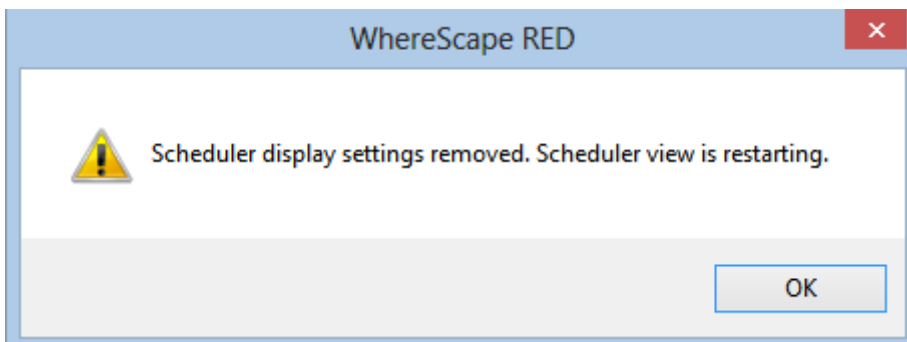 WhereScape RED
Scheduler display settings removed. Scheduler view is restarting.
OK